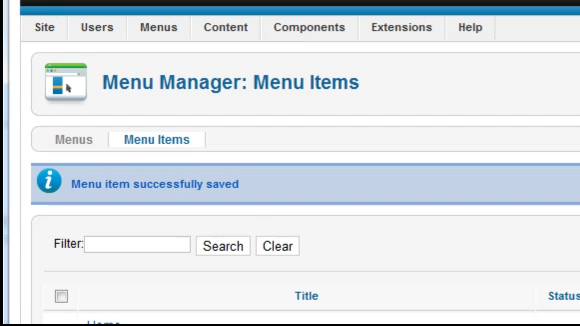 Site Users Menus Content Components Extensions Help
Menu Manager: Menu Items
Menus Menu Items
Menu item successfully saved
Filter: Search Clear
Title Status
Home